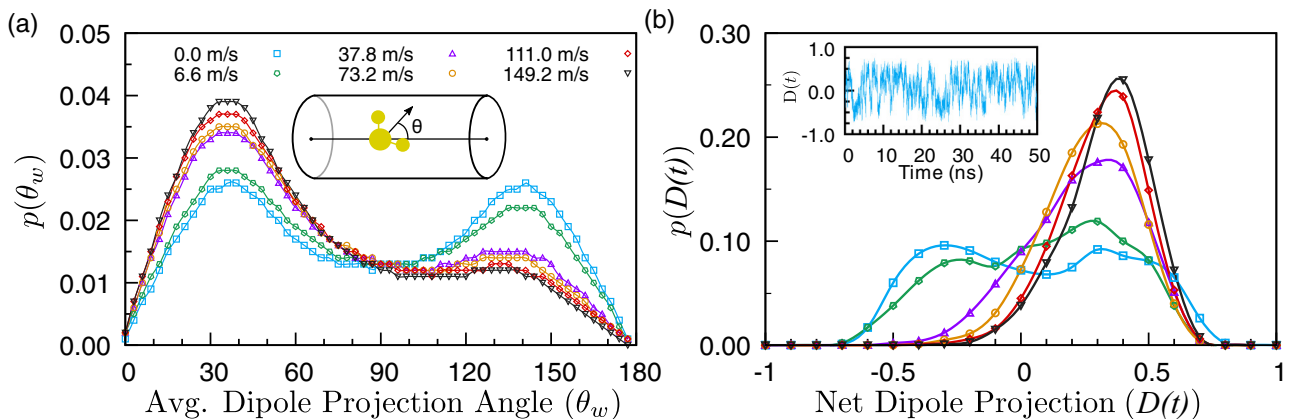 (a)
0.05
0.04
0.03
0.02
0.01
0.00
p(θw)
0.0 m/s 37.8 m/s 111.0 m/s
6.6 m/s 73.2 m/s 149.2 m/s
θ
0 30 60 90 120 150 180
Avg. Dipole Projection Angle (θw)
(b)
0.30
0.20
0.10
0.00
p(D(t))
1.0
0.0
-1.0
D(t)
0 10 20 30 40 50
Time (ns)
-1 -0.5 0 0.5 1
Net Dipole Projection (D(t))